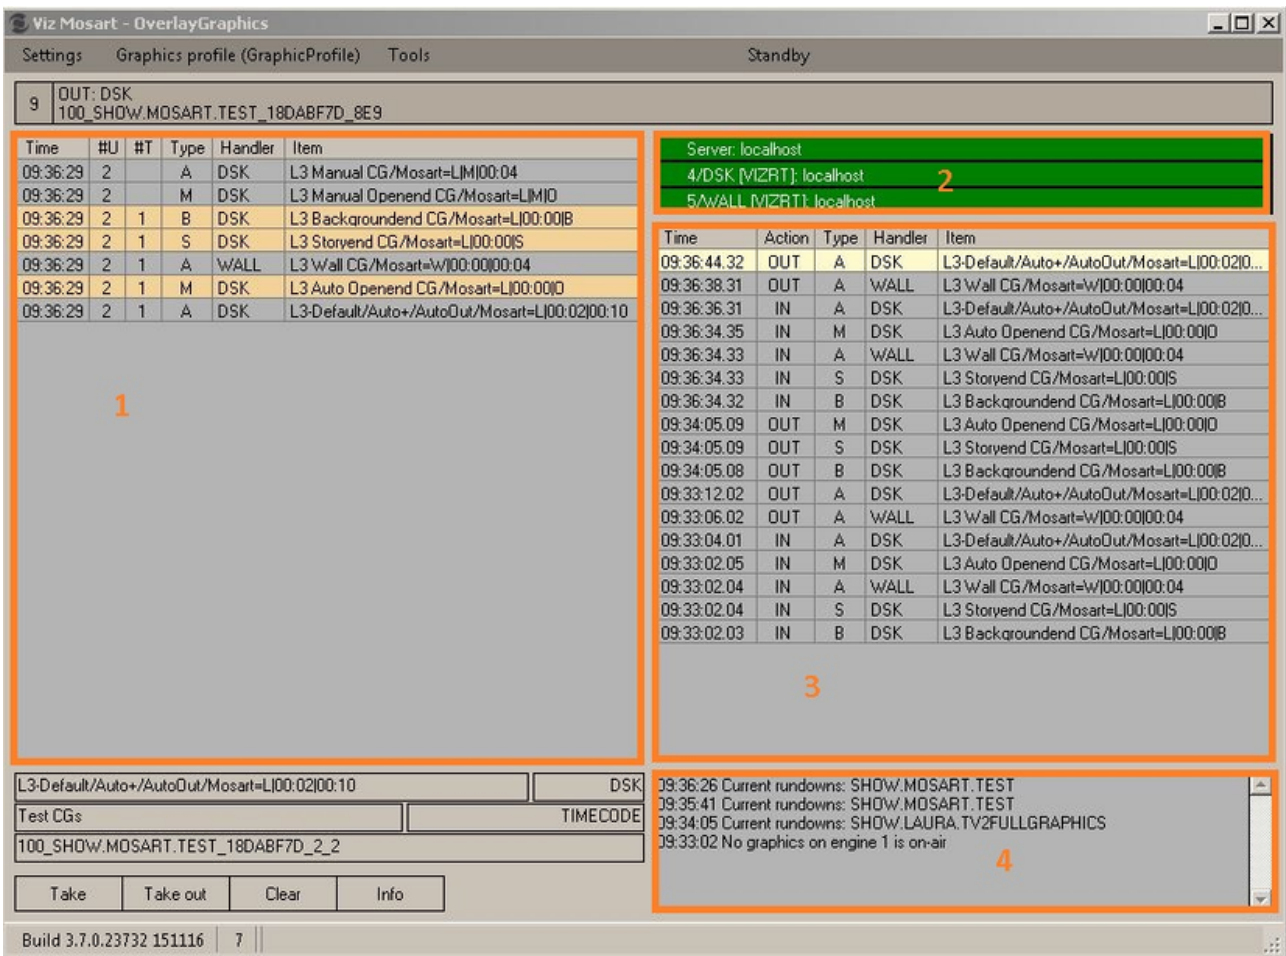 Viz Mosart - OverlayGraphics
Settings Graphics profile (GraphicProfile) Tools Standby
9 OUT: DSK
100_SHOW.MOSART.TEST_18DABF7D_8E9
Time #U #T Type Handler Item
09:36:29 2 A DSK L3 Manual CG/Mosart=L|M|00:04
09:36:29 2 M DSK L3 Manual Openend CG/Mosart=L|M|O
09:36:29 2 1 B DSK L3 Backgroundend CG/Mosart=L|00:00|B
09:36:29 2 1 S DSK L3 Storyend CG/Mosart=L|00:00|S
09:36:29 2 1 A WALL L3 Wall CG/Mosart=W|00:00|00:04
09:36:29 2 1 M DSK L3 Auto Openend CG/Mosart=L|00:00|O
09:36:29 2 1 A DSK L3-Default/Auto+/AutoOut/Mosart=L|00:02|00:10
1
Server: localhost
4/DSK [VIZRT]: localhost
5/WALL [VIZRT]: localhost
2
Time Action Type Handler Item
09:36:44.32 OUT A DSK L3-Default/Auto+/AutoOut/Mosart=L|00:02|0...
09:36:38.31 OUT A WALL L3 Wall CG/Mosart=W|00:00|00:04
09:36:36.31 IN A DSK L3-Default/Auto+/AutoOut/Mosart=L|00:02|0...
09:36:34.35 IN M DSK L3 Auto Openend CG/Mosart=L|00:00|O
09:36:34.33 IN A WALL L3 Wall CG/Mosart=W|00:00|00:04
09:36:34.33 IN S DSK L3 Storyend CG/Mosart=L|00:00|S
09:36:34.32 IN B DSK L3 Backgroundend CG/Mosart=L|00:00|B
09:34:05.09 OUT M DSK L3 Auto Openend CG/Mosart=L|00:00|O
09:34:05.09 OUT S DSK L3 Storyend CG/Mosart=L|00:00|S
09:34:05.08 OUT B DSK L3 Backgroundend CG/Mosart=L|00:00|B
09:33:12.02 OUT A DSK L3-Default/Auto+/AutoOut/Mosart=L|00:02|0...
09:33:06.02 OUT A WALL L3 Wall CG/Mosart=W|00:00|00:04
09:33:04.01 IN A DSK L3-Default/Auto+/AutoOut/Mosart=L|00:02|0...
09:33:02.05 IN M DSK L3 Auto Openend CG/Mosart=L|00:00|O
09:33:02.04 IN A WALL L3 Wall CG/Mosart=W|00:00|00:04
09:33:02.04 IN S DSK L3 Storyend CG/Mosart=L|00:00|S
09:33:02.03 IN B DSK L3 Backgroundend CG/Mosart=L|00:00|B
3
L3-Default/Auto+/AutoOut/Mosart=L|00:02|00:10 DSK
Test CGs TIMECODE
100_SHOW.MOSART.TEST_18DABF7D_2_2
Take Take out Clear Info
09:36:26 Current rundowns: SHOW.MOSART.TEST
09:35:41 Current rundowns: SHOW.MOSART.TEST
09:34:05 Current rundowns: SHOW.LAURA.TV2FULLGRAPHICS
09:33:02 No graphics on engine 1 is on-air
4
Build 3.7.0.23732 151116 7